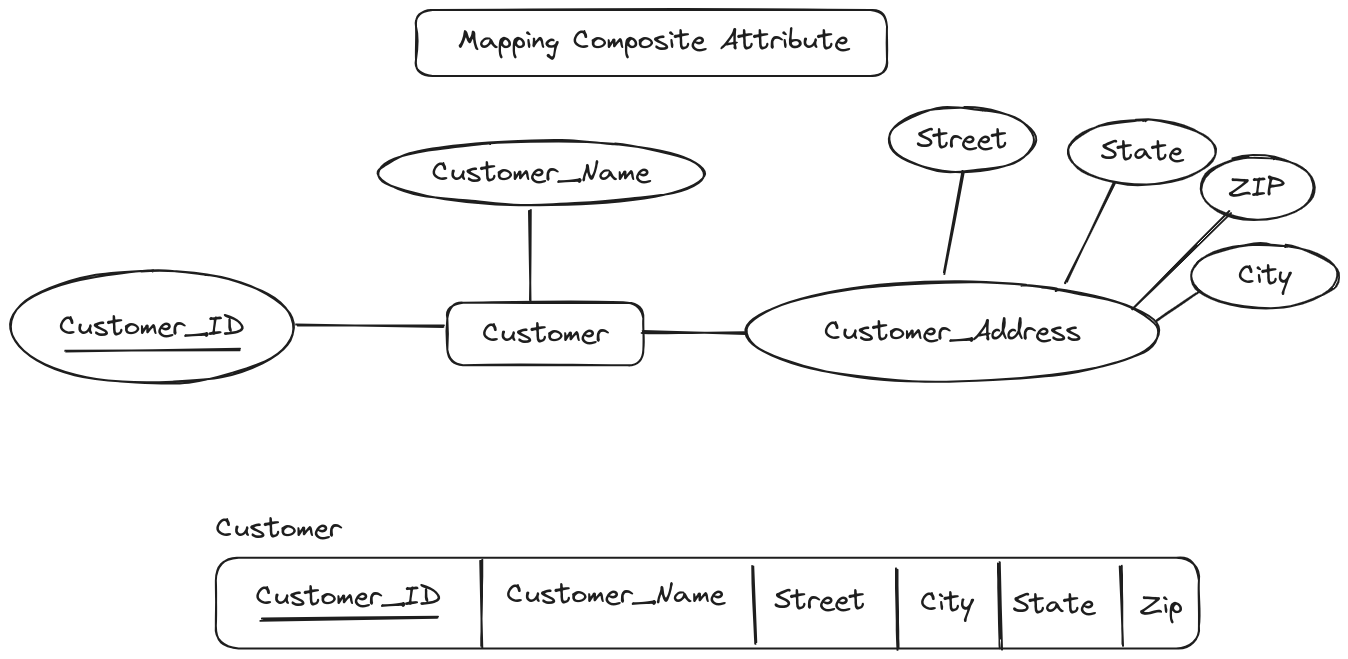 Mapping Composite Attribute
Street
State
ZIP
Customer_Name
City
Customer_ID
Customer
Customer_Address
Customer
Customer_ID
Customer_Name
Street
City
State
Zip